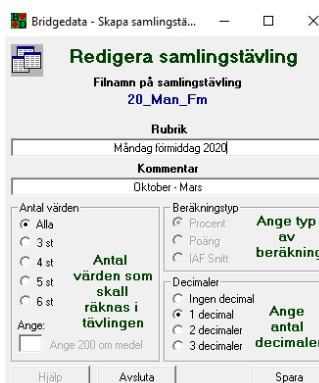 Bridgedata - Skapa samlingstä...
Redigera samlingstävling
Filnamn på samlingstävling
20_Man_Fm
Rubrik
Måndag förmiddag 2020
Kommentar
Oktober - Mars
Antal värden
Alla
3 st
4 st
5 st
6 st
Antal
värden som
skall
räknas i
tävlingen
Ange:
Ange 200 om medel
Beräkningstyp
Procent
Poäng
IAF Snitt
Ange typ
av
beräkning
Decimaler
Ingen decimal
1 decimal
2 decimaler
3 decimaler
Ange
antal
decimaler
Hjälp
Avsluta
Spara